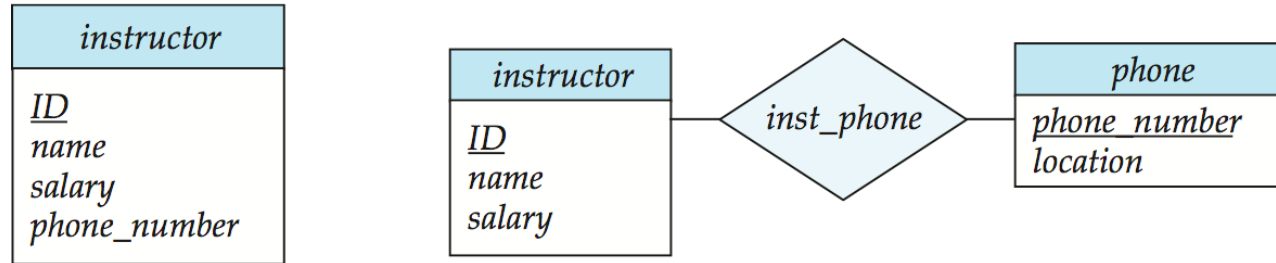 instructor
ID
name
salary
phone_number
instructor
ID
name
salary
inst_phone
phone
phone_number
location